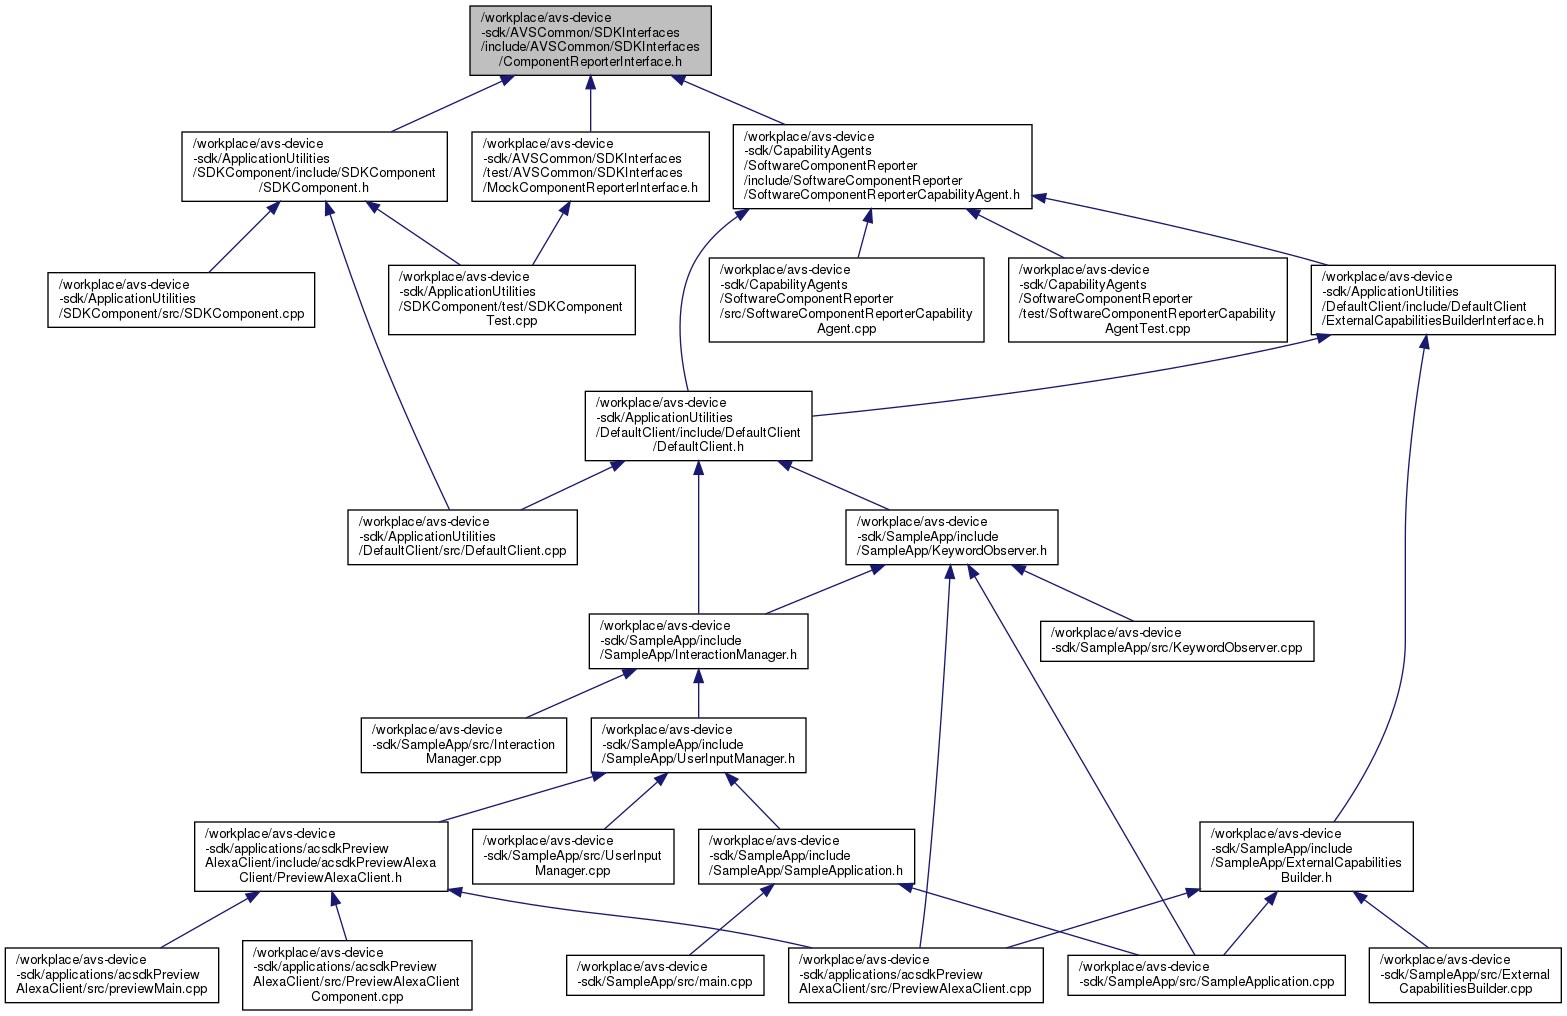 /workplace/avs-device
-sdk/AVSCommon/SDKInterfaces
/include/AVSCommon/SDKInterfaces
/ComponentReporterInterface.h
/workplace/avs-device
-sdk/ApplicationUtilities
/SDKComponent/include/SDKComponent
/SDKComponent.h
/workplace/avs-device
-sdk/AVSCommon/SDKInterfaces
/test/AVSCommon/SDKInterfaces
/MockComponentReporterInterface.h
/workplace/avs-device
-sdk/CapabilityAgents
/SoftwareComponentReporter
/include/SoftwareComponentReporter
/SoftwareComponentReporterCapabilityAgent.h
/workplace/avs-device
-sdk/ApplicationUtilities
/SDKComponent/src/SDKComponent.cpp
/workplace/avs-device
-sdk/ApplicationUtilities
/SDKComponent/test/SDKComponent
Test.cpp
/workplace/avs-device
-sdk/CapabilityAgents
/SoftwareComponentReporter
/src/SoftwareComponentReporterCapability
Agent.cpp
/workplace/avs-device
-sdk/CapabilityAgents
/SoftwareComponentReporter
/test/SoftwareComponentReporterCapability
AgentTest.cpp
/workplace/avs-device
-sdk/ApplicationUtilities
/DefaultClient/include/DefaultClient
/ExternalCapabilitiesBuilderInterface.h
/workplace/avs-device
-sdk/ApplicationUtilities
/DefaultClient/include/DefaultClient
/DefaultClient.h
/workplace/avs-device
-sdk/ApplicationUtilities
/DefaultClient/src/DefaultClient.cpp
/workplace/avs-device
-sdk/SampleApp/include
/SampleApp/KeywordObserver.h
/workplace/avs-device
-sdk/SampleApp/include
/SampleApp/InteractionManager.h
/workplace/avs-device
-sdk/SampleApp/src/KeywordObserver.cpp
/workplace/avs-device
-sdk/SampleApp/src/Interaction
Manager.cpp
/workplace/avs-device
-sdk/SampleApp/include
/SampleApp/UserInputManager.h
/workplace/avs-device
-sdk/applications/acsdkPreview
AlexaClient/include/acsdkPreviewAlexa
Client/PreviewAlexaClient.h
/workplace/avs-device
-sdk/SampleApp/src/UserInput
Manager.cpp
/workplace/avs-device
-sdk/SampleApp/include
/SampleApp/SampleApplication.h
/workplace/avs-device
-sdk/SampleApp/include
/SampleApp/ExternalCapabilities
Builder.h
/workplace/avs-device
-sdk/applications/acsdkPreview
AlexaClient/src/previewMain.cpp
/workplace/avs-device
-sdk/applications/acsdkPreview
AlexaClient/src/PreviewAlexaClient
Component.cpp
/workplace/avs-device
-sdk/SampleApp/src/main.cpp
/workplace/avs-device
-sdk/applications/acsdkPreview
AlexaClient/src/PreviewAlexaClient.cpp
/workplace/avs-device
-sdk/SampleApp/src/SampleApplication.cpp
/workplace/avs-device
-sdk/SampleApp/src/External
CapabilitiesBuilder.cpp